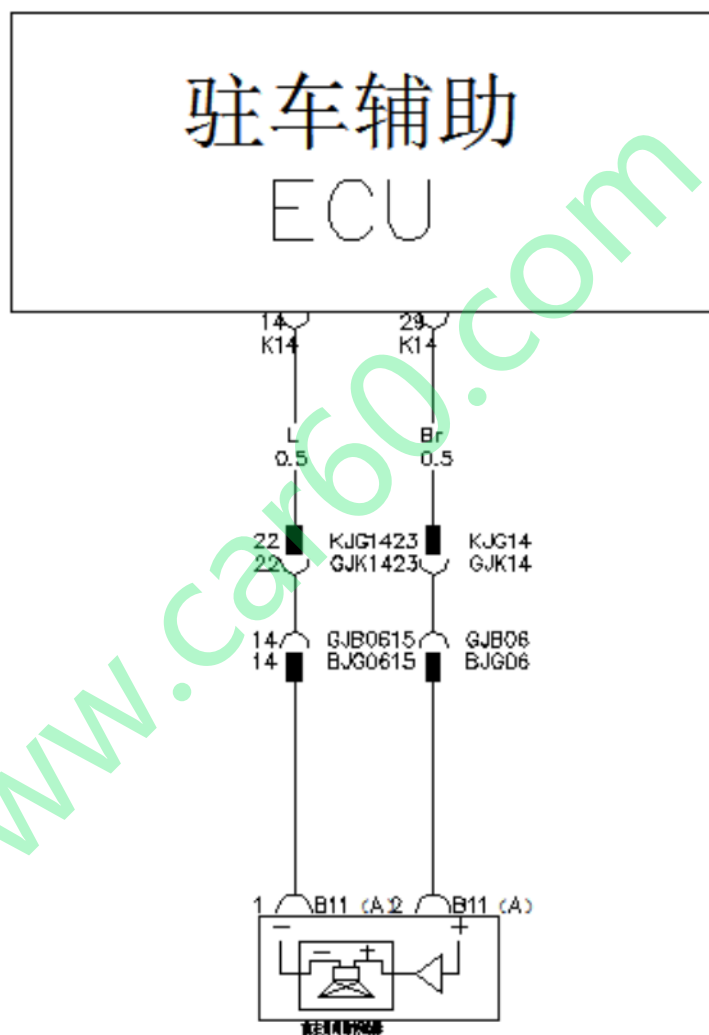 驻车辅助
ECU
14 29
K14 K14
L Br
0.5 0.5
22 KJG1423 KJG14
22 GJK1423 GJK14
14 GJB0615 GJB06
14 BJG0615 BJG06
1 B11 (A) 2 B11 (A)
- +
- +
www.car60.com